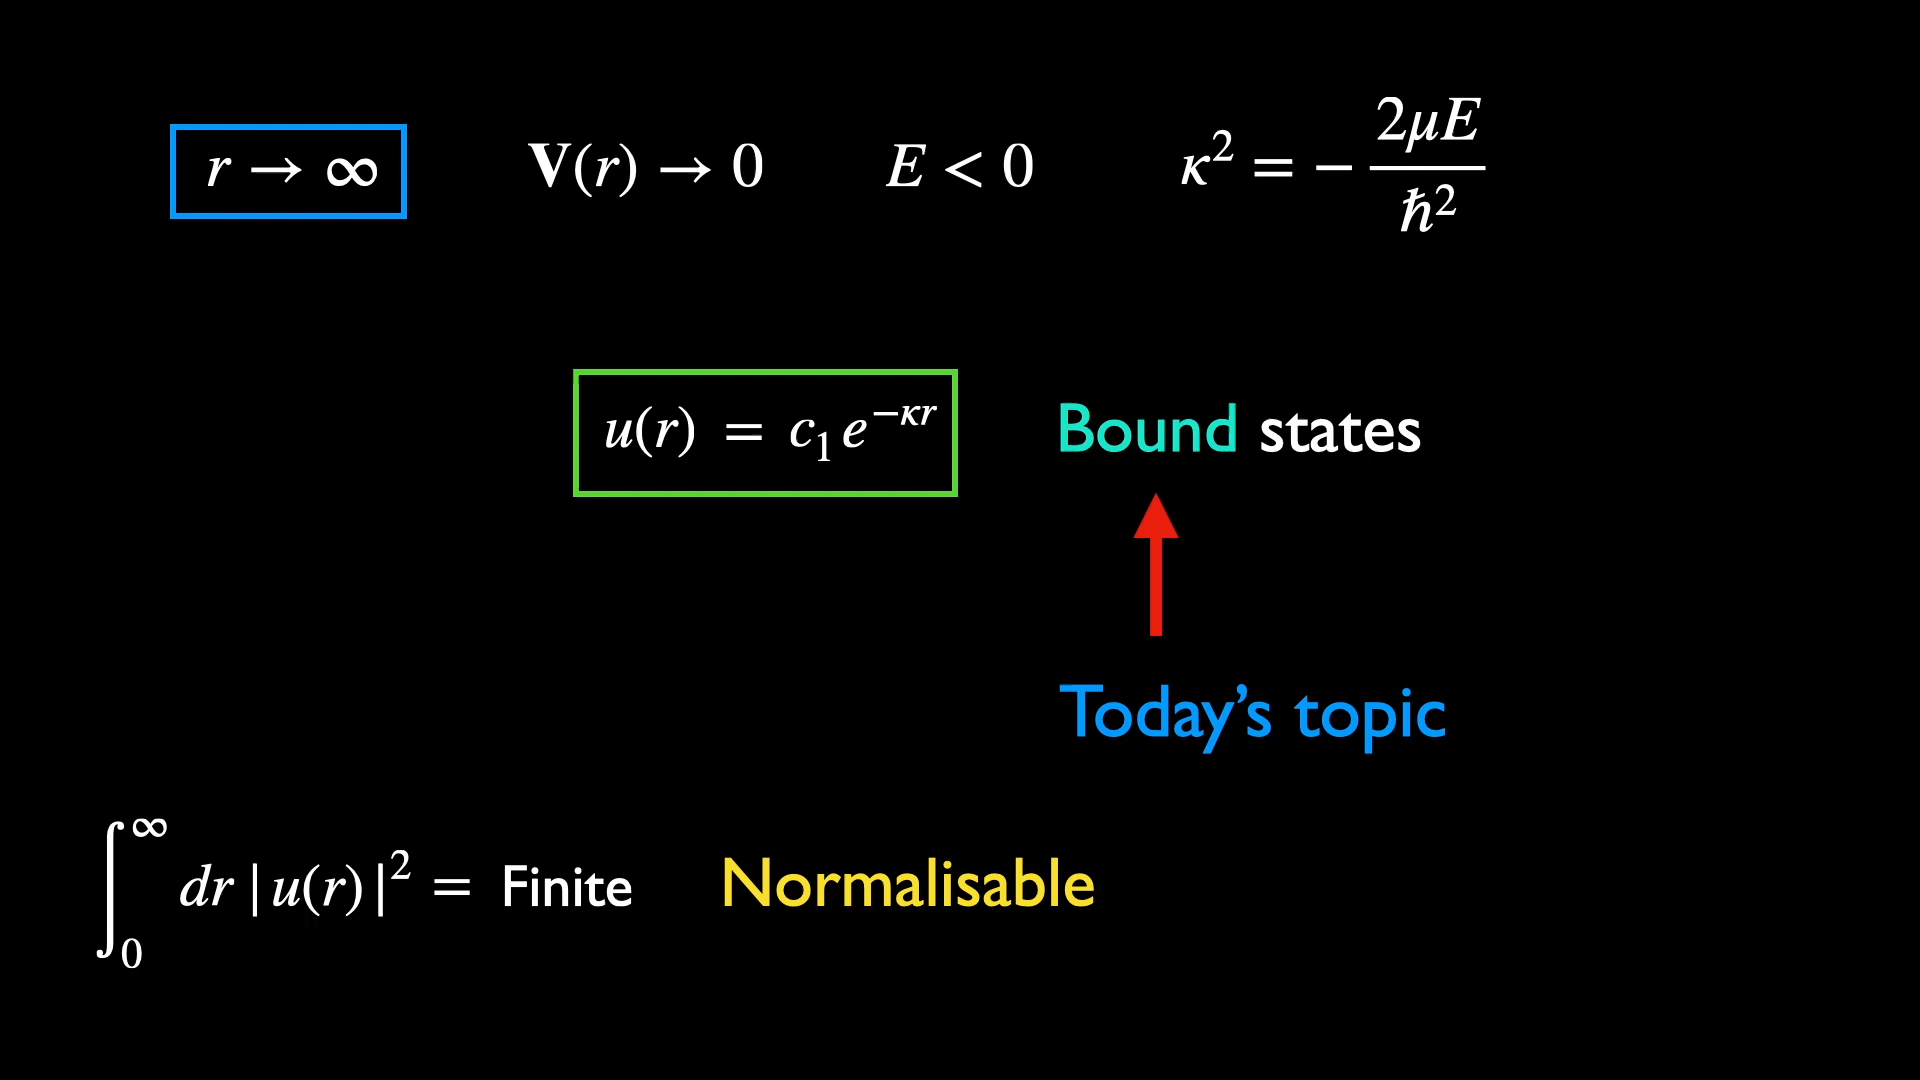 r → ∞ V(r) → 0 E < 0 κ² = − 2μE / ħ²
u(r) = c₁ e^{−κr} Bound states
Today’s topic
∫₀^∞ dr |u(r)|² = Finite Normalisable